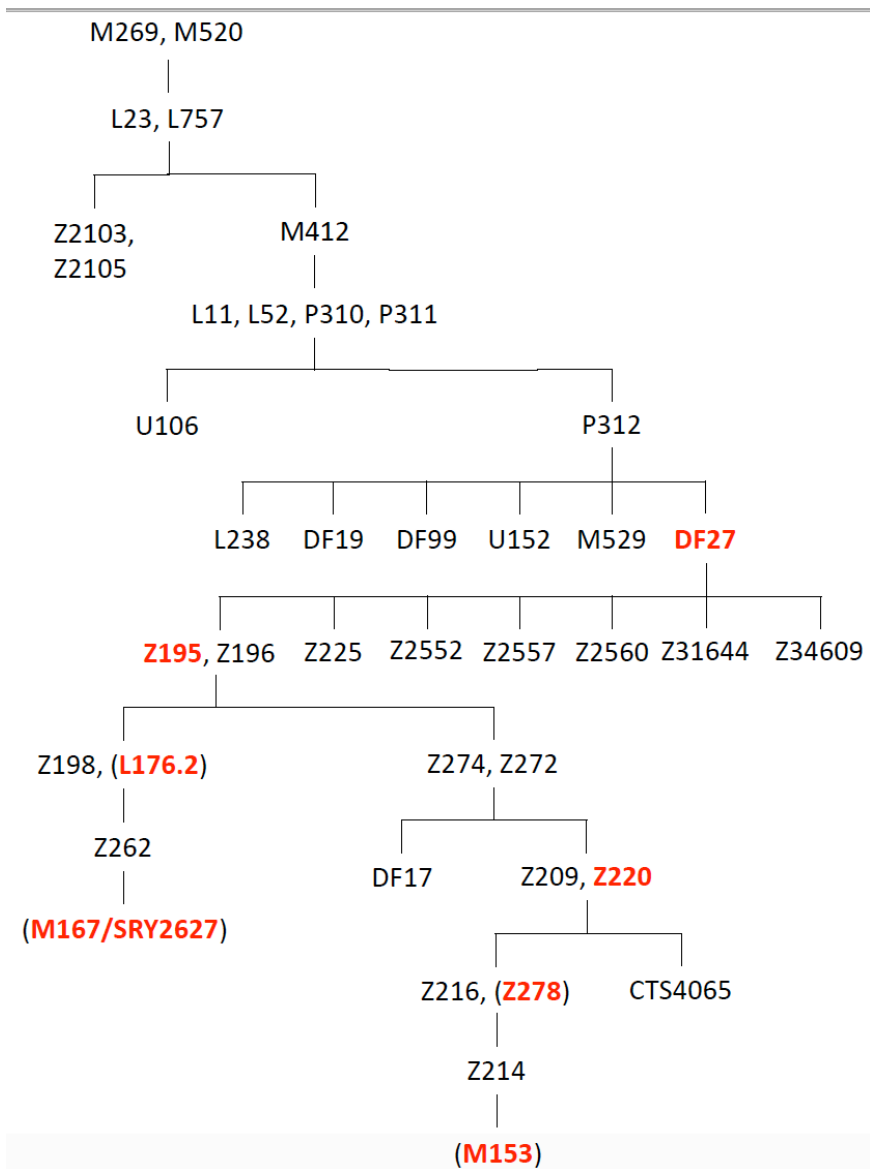 M269, M520
L23, L757
Z2103,
Z2105
M412
L11, L52, P310, P311
U106
P312
L238 DF19 DF99 U152 M529 DF27
Z195, Z196 Z225 Z2552 Z2557 Z2560 Z31644 Z34609
Z198, (L176.2)
Z274, Z272
Z262
DF17
Z209, Z220
(M167/SRY2627)
Z216, (Z278)
CTS4065
Z214
(M153)